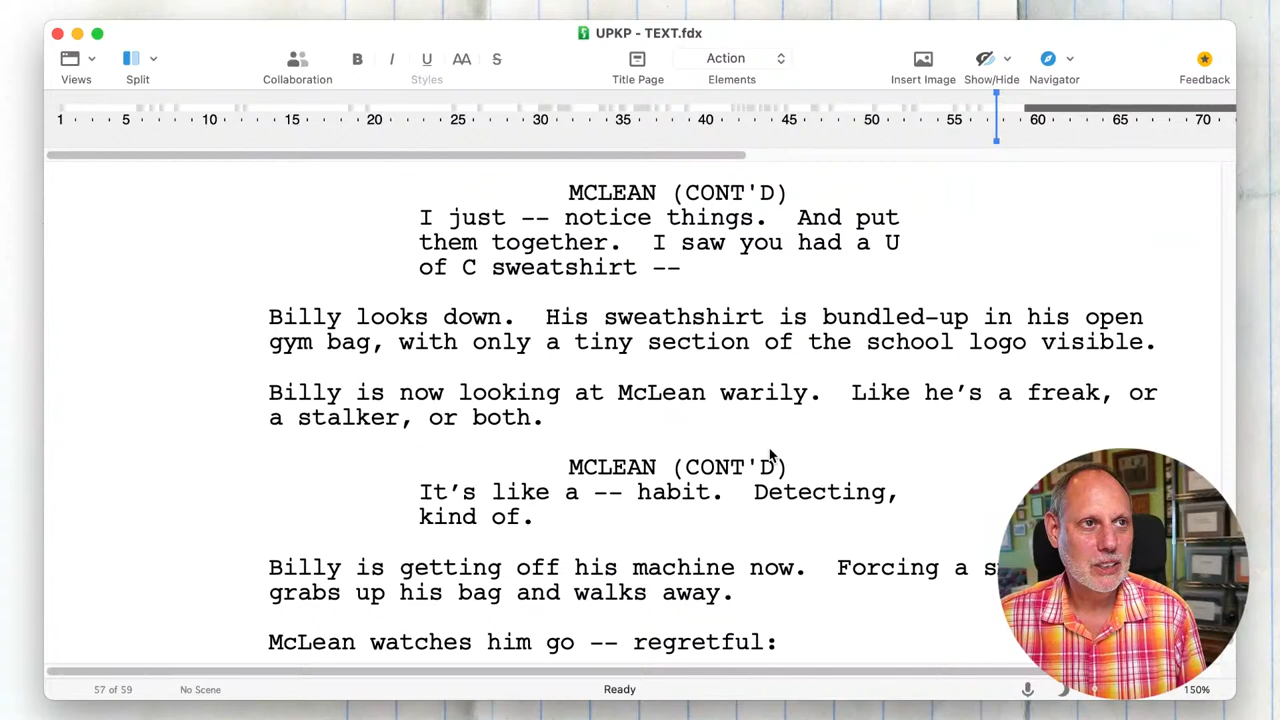 UPKP - TEXT.fdx
Action
Views
Split
Collaboration
B I U AA S
Styles
Title Page
Elements
Insert Image
Show/Hide
Navigator
Feedback
1 5 10 15 20 25 30 35 40 45 50 55 60 65 70
MCLEAN (CONT'D)
I just -- notice things. And put
them together. I saw you had a U
of C sweatshirt --
Billy looks down. His sweathshirt is bundled-up in his open
gym bag, with only a tiny section of the school logo visible.
Billy is now looking at McLean warily. Like he’s a freak, or
a stalker, or both.
MCLEAN (CONT'D)
It’s like a -- habit. Detecting,
kind of.
Billy is getting off his machine now. Forcing a
grabs up his bag and walks away.
McLean watches him go -- regretful:
57 of 59
No Scene
Ready
150%